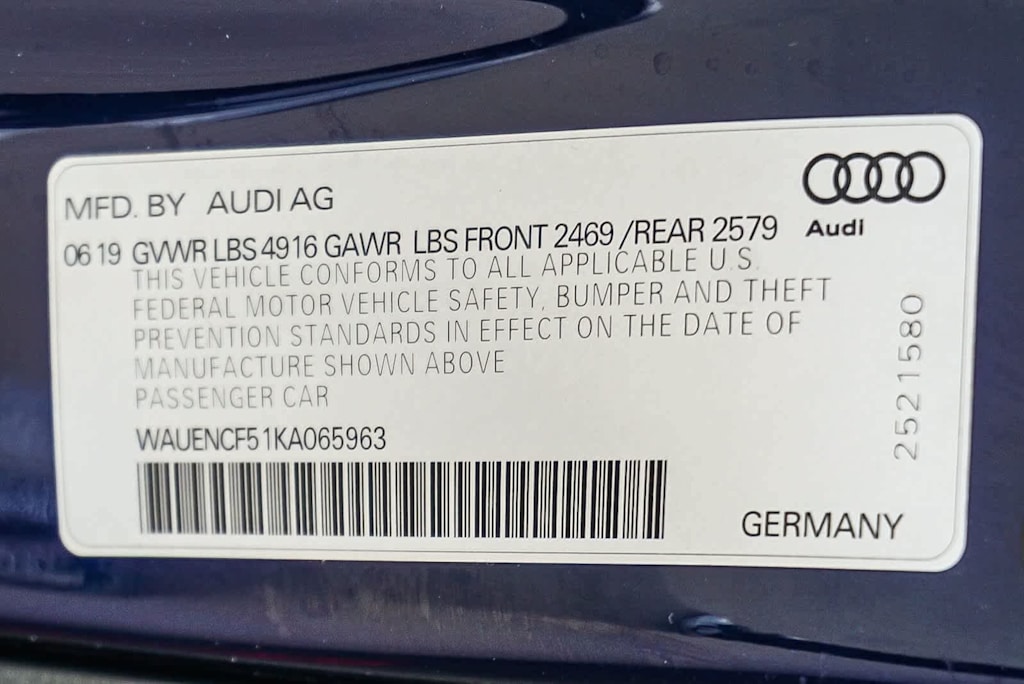 MFD. BY AUDI AG
Audi
06 19 GVWR LBS 4916 GAWR LBS FRONT 2469 /REAR 2579
THIS VEHICLE CONFORMS TO ALL APPLICABLE U.S.
FEDERAL MOTOR VEHICLE SAFETY, BUMPER AND THEFT
PREVENTION STANDARDS IN EFFECT ON THE DATE OF
MANUFACTURE SHOWN ABOVE
PASSENGER CAR
WAUENCF51KA065963
2521580
GERMANY